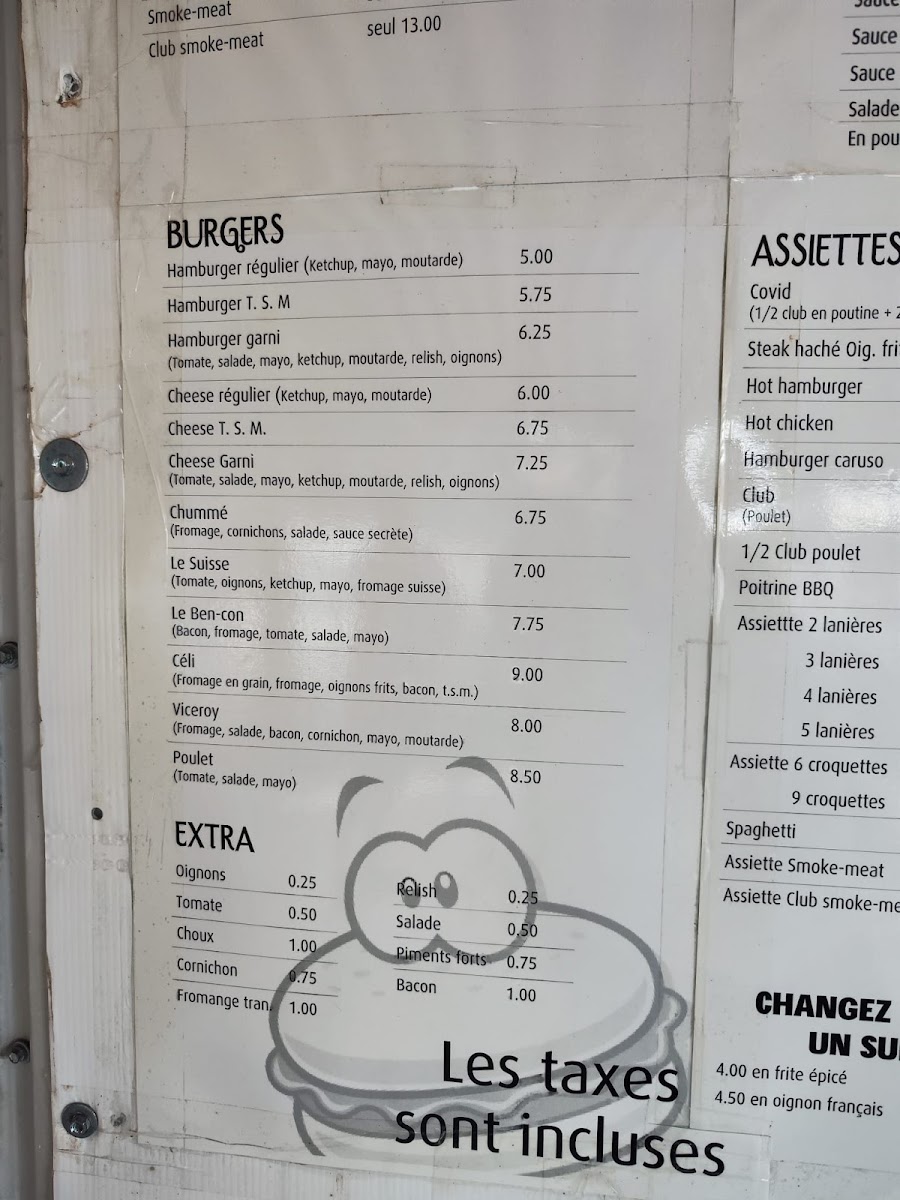 Smoke-meat
Club smoke-meat seul 13.00
BURGERS
Hamburger régulier (Ketchup, mayo, moutarde) 5.00
Hamburger T. S. M 5.75
Hamburger garni 6.25
(Tomate, salade, mayo, ketchup, moutarde, relish, oignons)
Cheese régulier (Ketchup, mayo, moutarde) 6.00
Cheese T. S. M. 6.75
Cheese Garni 7.25
(Tomate, salade, mayo, ketchup, moutarde, relish, oignons)
Chummé 6.75
(Fromage, cornichons, salade, sauce secrète)
Le Suisse 7.00
(Tomate, oignons, ketchup, mayo, fromage suisse)
Le Ben-con 7.75
(Bacon, fromage, tomate, salade, mayo)
Céli 9.00
(Fromage en grain, fromage, oignons frits, bacon, t.s.m.)
Viceroy 8.00
(Fromage, salade, bacon, cornichon, mayo, moutarde)
Poulet 8.50
(Tomate, salade, mayo)
EXTRA
Oignons 0.25
Tomate 0.50
Choux 1.00
Cornichon 0.75
Fromange tran. 1.00
Relish 0.25
Salade 0,50
Piments forts 0.75
Bacon 1.00
Les taxes
sont incluses
Sauce
Sauce
Sauce
Salade
En pou
ASSIETTES
Covid
(1/2 club en poutine + 2
Steak haché Oig. fri
Hot hamburger
Hot chicken
Hamburger caruso
Club
(Poulet)
1/2 Club poulet
Poitrine BBQ
Assiettte 2 lanières
3 lanières
4 lanières
5 lanières
Assiette 6 croquettes
9 croquettes
Spaghetti
Assiette Smoke-meat
Assiette Club smoke-me
CHANGEZ
UN SU
4.00 en frite épicé
4.50 en oignon français